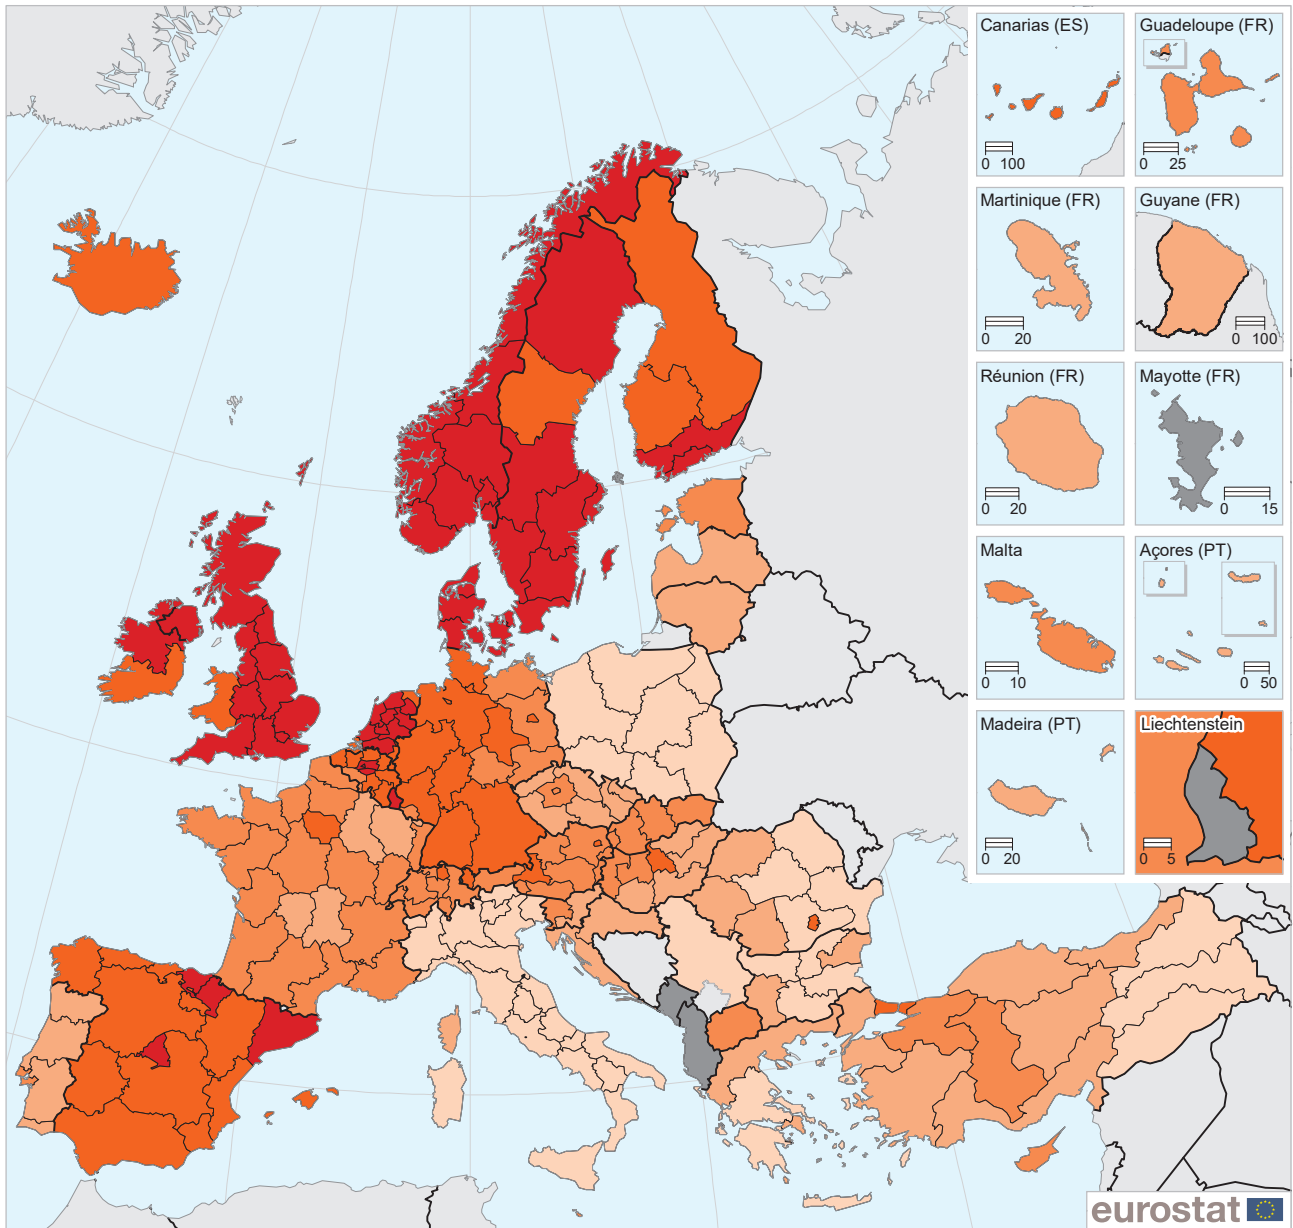 Canarias (ES)
0 100
Guadeloupe (FR)
0 25
Martinique (FR)
0 20
Guyane (FR)
0 100
Réunion (FR)
0 20
Mayotte (FR)
0 15
Malta
0 10
Açores (PT)
0 50
Madeira (PT)
0 20
Liechtenstein
0 5
eurostat